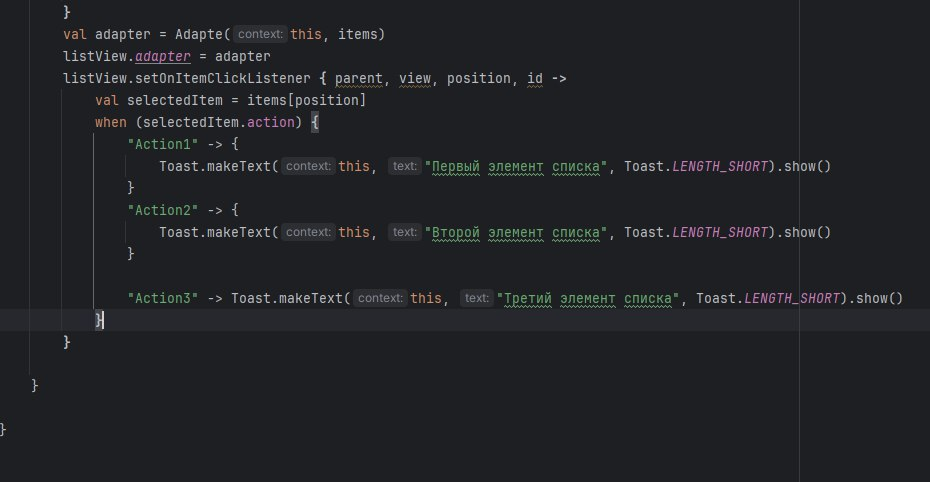 }
val adapter = Adapte( context: this, items)
listView.adapter = adapter
listView.setOnItemClickListener { parent, view, position, id ->
val selectedItem = items[position]
when (selectedItem.action) {
"Action1" -> {
Toast.makeText( context: this, text: "Первый элемент списка", Toast.LENGTH_SHORT).show()
}
"Action2" -> {
Toast.makeText( context: this, text: "Второй элемент списка", Toast.LENGTH_SHORT).show()
}
"Action3" -> Toast.makeText( context: this, text: "Третий элемент списка", Toast.LENGTH_SHORT).show()
}
}
}
}